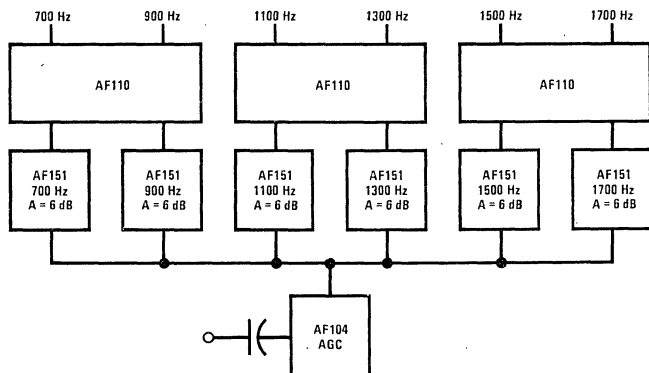 700 Hz 900 Hz 1100 Hz 1300 Hz 1500 Hz 1700 Hz
AF110 AF110 AF110
AF151 AF151 AF151 AF151 AF151 AF151
700 Hz 900 Hz 1100 Hz 1300 Hz 1500 Hz 1700 Hz
A = 6 dB A = 6 dB A = 6 dB A = 6 dB A = 6 dB A = 6 dB
AF104
AGC